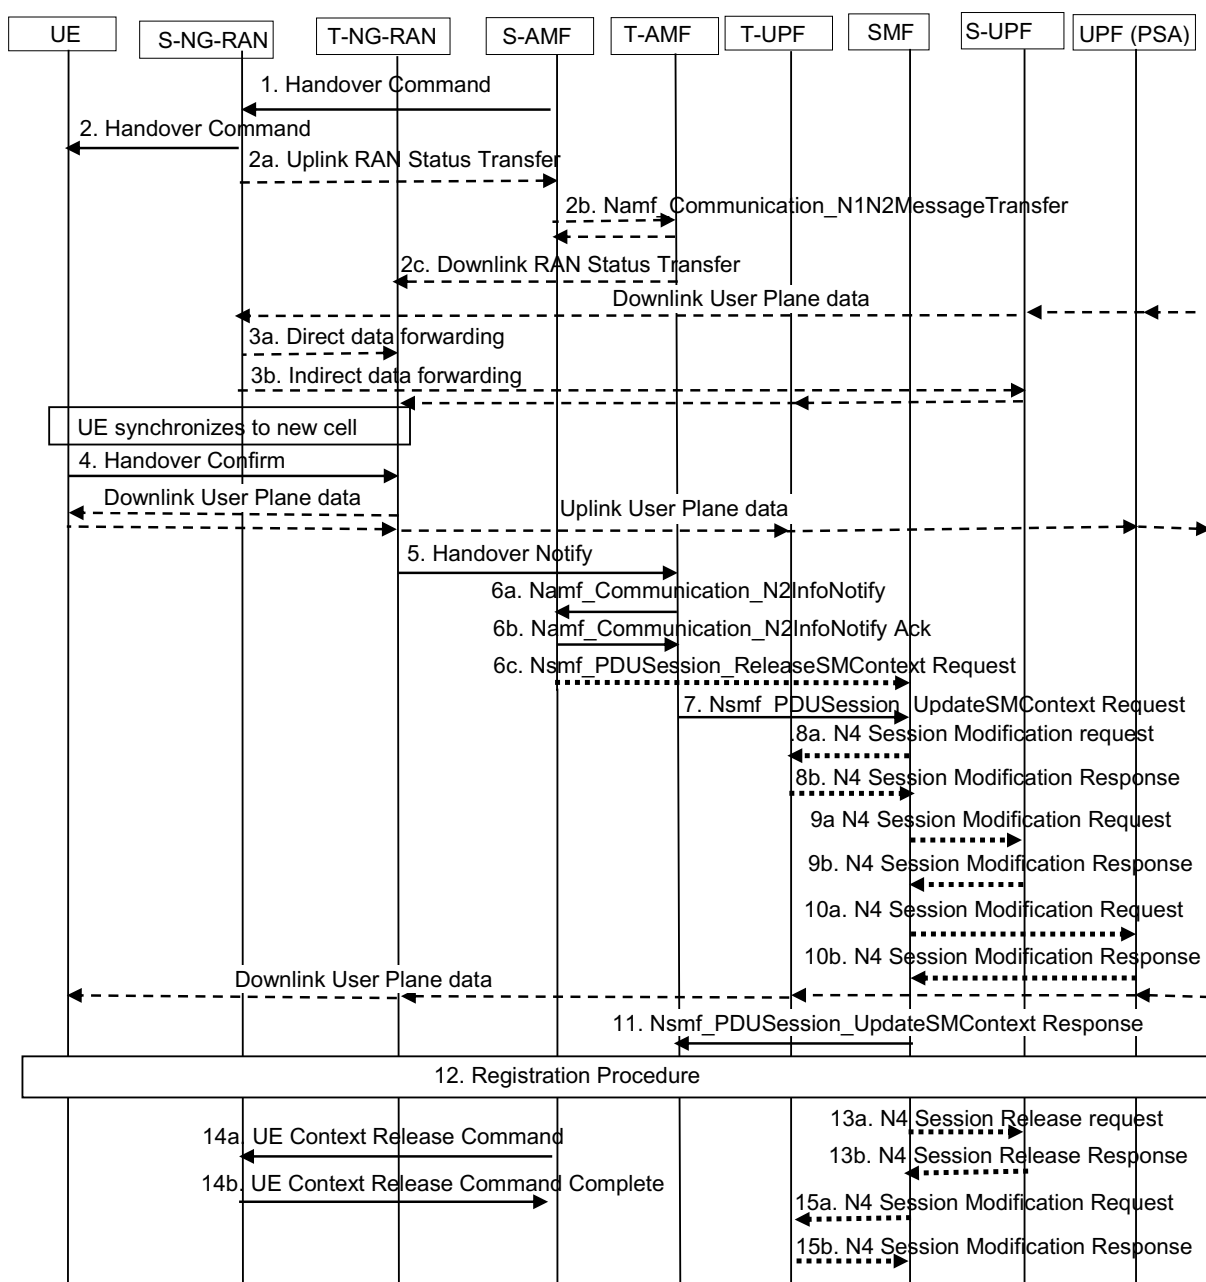 UE
S-NG-RAN
T-NG-RAN
S-AMF
T-AMF
T-UPF
SMF
S-UPF
UPF (PSA)
1. Handover Command
2. Handover Command
2a. Uplink RAN Status Transfer
2b. Namf_Communication_N1N2MessageTransfer
2c. Downlink RAN Status Transfer
Downlink User Plane data
3a. Direct data forwarding
3b. Indirect data forwarding
UE synchronizes to new cell
4. Handover Confirm
Downlink User Plane data
Uplink User Plane data
5. Handover Notify
6a. Namf_Communication_N2InfoNotify
6b. Namf_Communication_N2InfoNotify Ack
6c. Nsmf_PDUSession_ReleaseSMContext Request
7. Nsmf_PDUSession_UpdateSMContext Request
.8a. N4 Session Modification request
8b. N4 Session Modification Response
9a N4 Session Modification Request
9b. N4 Session Modification Response
10a. N4 Session Modification Request
10b. N4 Session Modification Response
Downlink User Plane data
11. Nsmf_PDUSession_UpdateSMContext Response
12. Registration Procedure
13a. N4 Session Release request
14a. UE Context Release Command
13b. N4 Session Release Response
14b. UE Context Release Command Complete
15a. N4 Session Modification Request
15b. N4 Session Modification Response